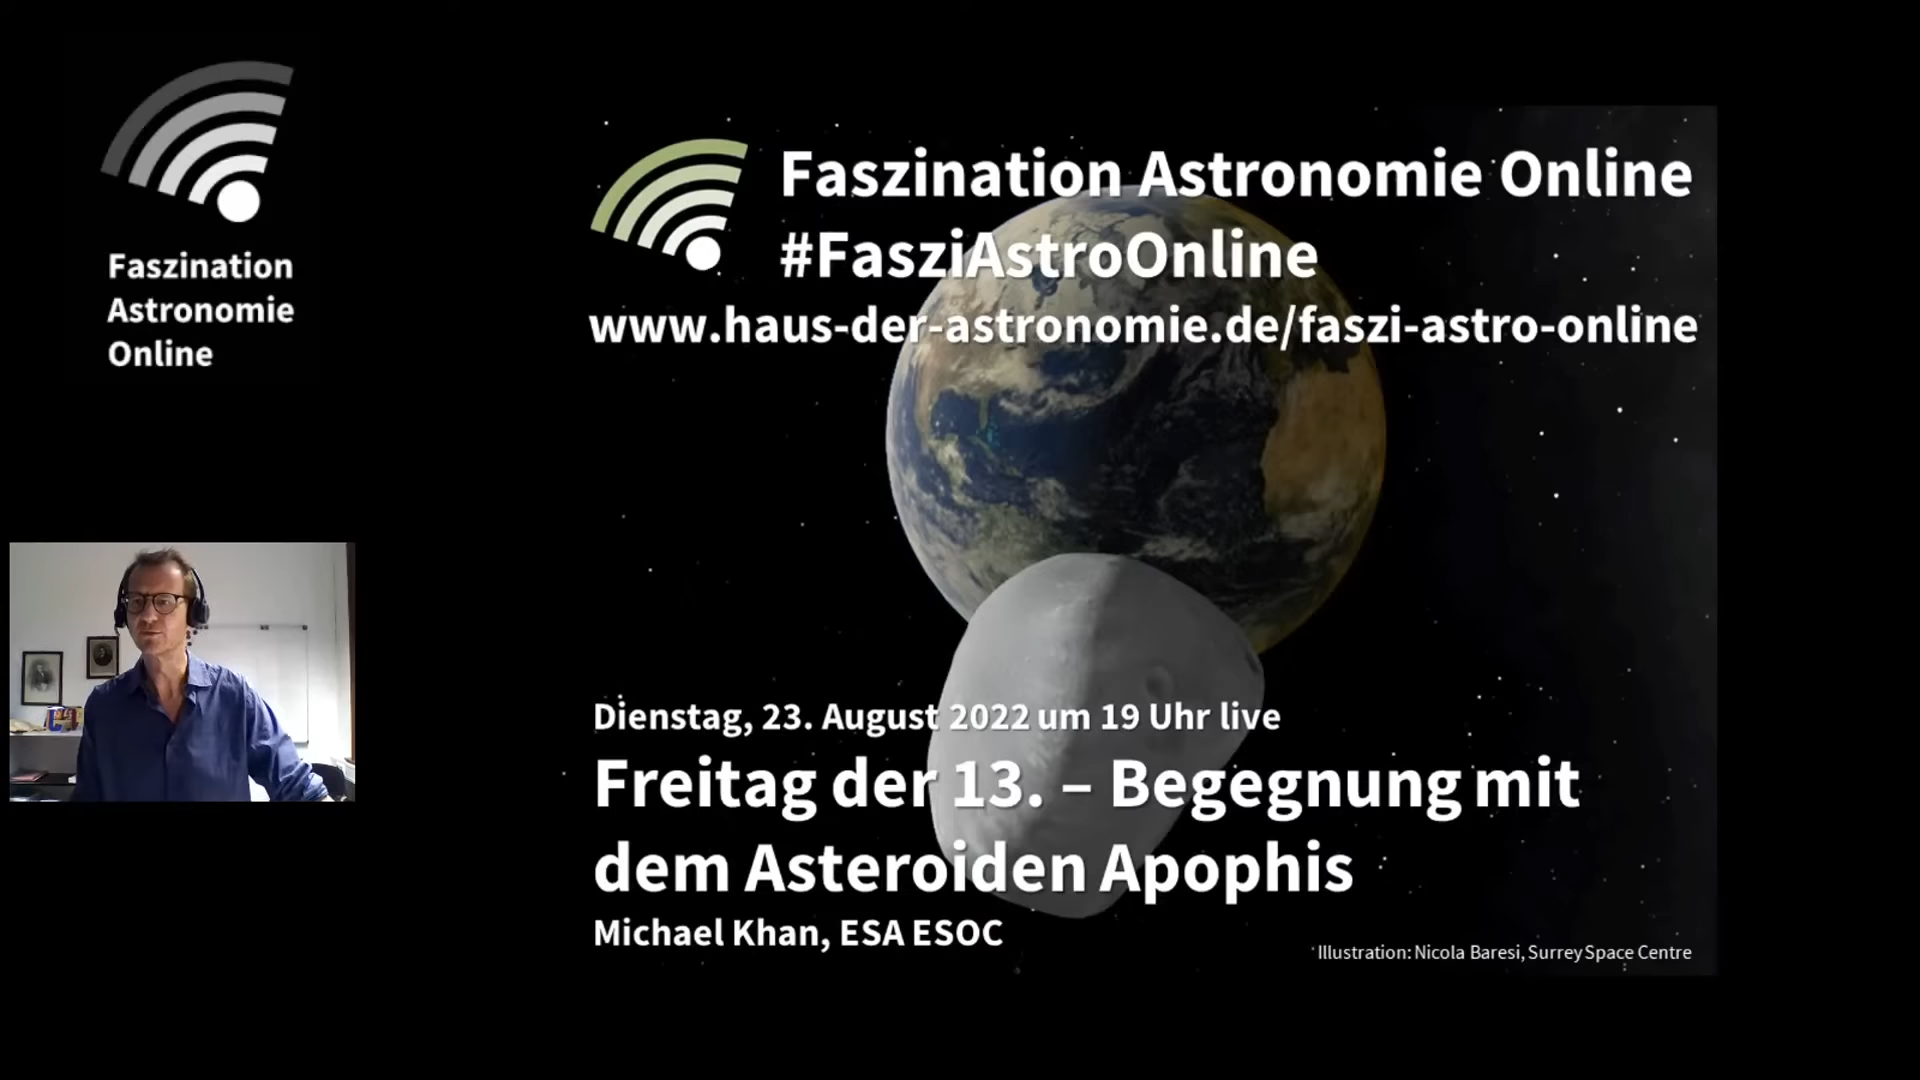 Faszination
Astronomie
Online
Faszination Astronomie Online
#FasziAstroOnline
www.haus-der-astronomie.de/faszi-astro-online
Dienstag, 23. August 2022 um 19 Uhr live
Freitag der 13. – Begegnung mit
dem Asteroiden Apophis
Michael Khan, ESA ESOC
Illustration: Nicola Baresi, Surrey Space Centre